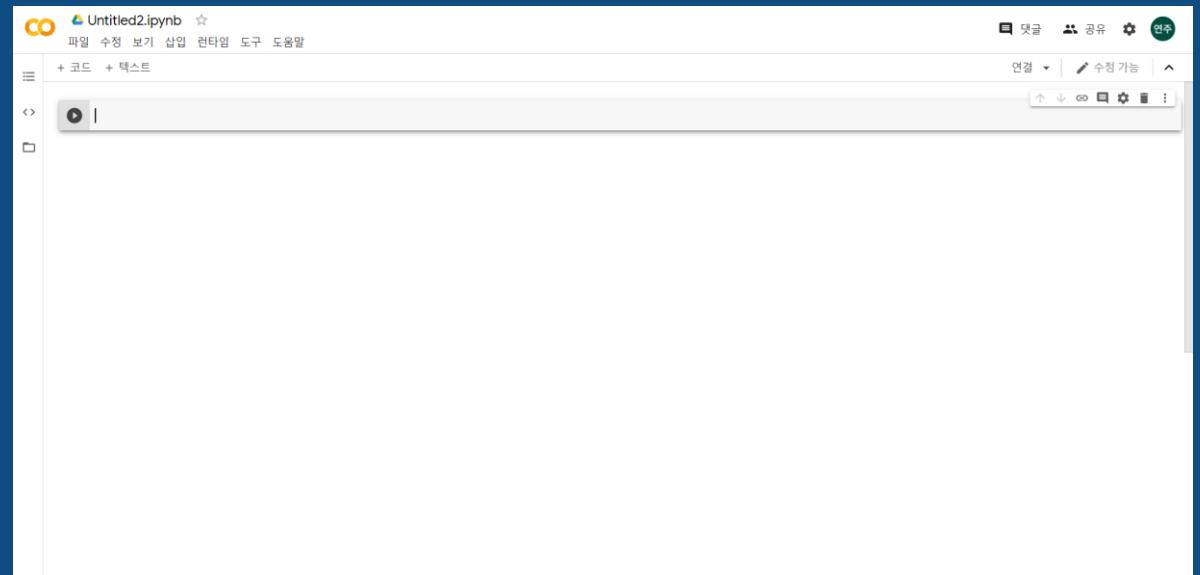 Untitled2.ipynb
파일 수정 보기 삽입 런타임 도구 도움말
댓글 공유 연주
+ 코드 + 텍스트
연결 수정 가능